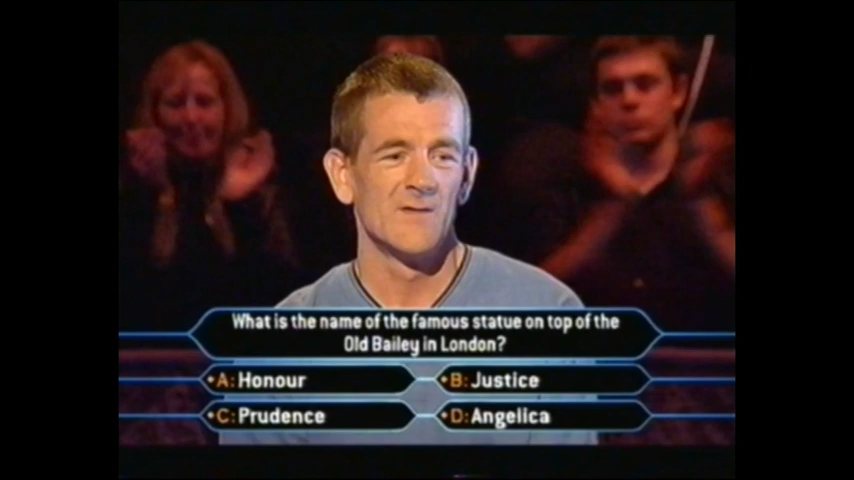 What is the name of the famous statue on top of the
Old Bailey in London?
A: Honour
B: Justice
C: Prudence
D: Angelica